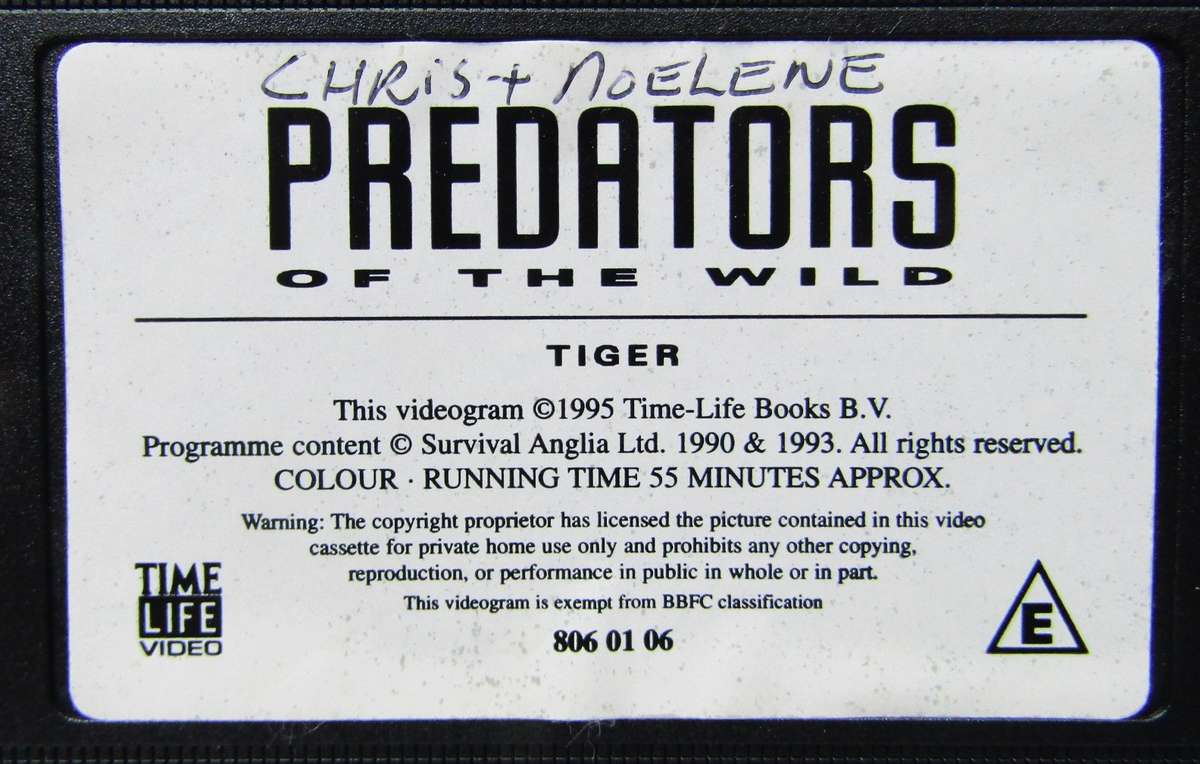 CHRiS + NOELENE
PREDATORS
OF THE WILD
TIGER
This videogram ©1995 Time-Life Books B.V.
Programme content © Survival Anglia Ltd. 1990 & 1993. All rights reserved.
COLOUR · RUNNING TIME 55 MINUTES APPROX.
Warning: The copyright proprietor has licensed the picture contained in this video
cassette for private home use only and prohibits any other copying,
reproduction, or performance in public in whole or in part.
This videogram is exempt from BBFC classification
806 01 06
TIME
LIFE
VIDEO
E